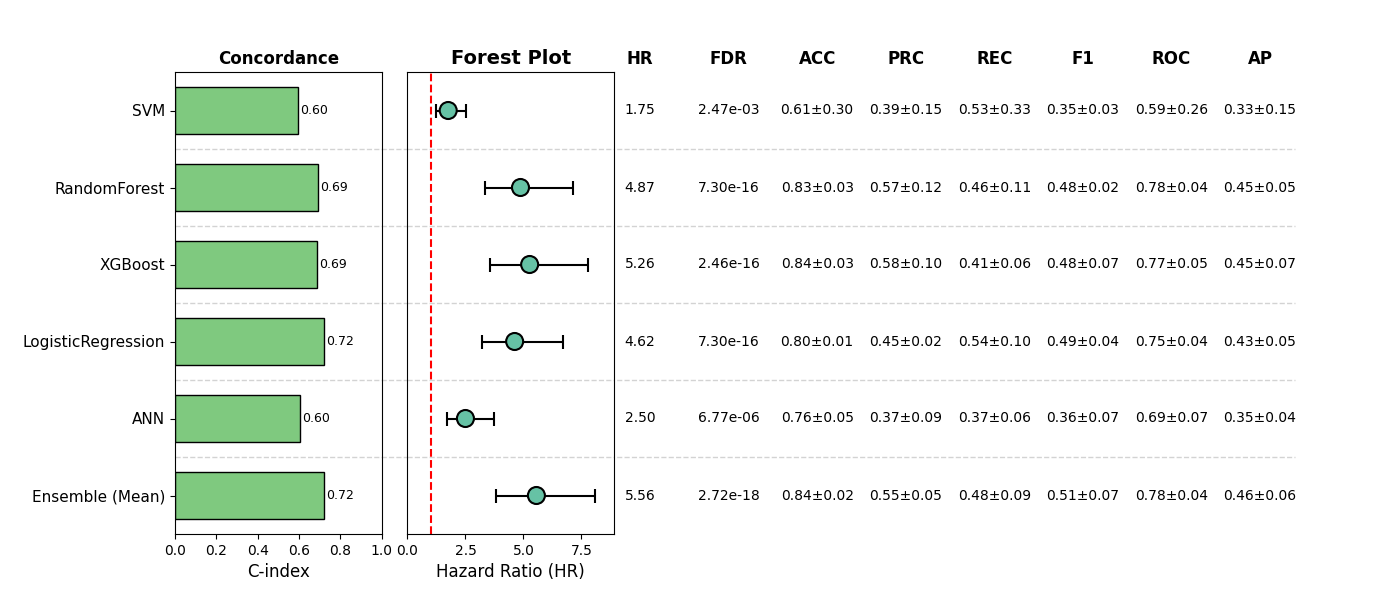 Concordance Forest Plot HR FDR ACC PRC REC F1 ROC AP
SVM 0.60 1.75 2.47e-03 0.61±0.30 0.39±0.15 0.53±0.33 0.35±0.03 0.59±0.26 0.33±0.15
RandomForest 0.69 4.87 7.30e-16 0.83±0.03 0.57±0.12 0.46±0.11 0.48±0.02 0.78±0.04 0.45±0.05
XGBoost 0.69 5.26 2.46e-16 0.84±0.03 0.58±0.10 0.41±0.06 0.48±0.07 0.77±0.05 0.45±0.07
LogisticRegression 0.72 4.62 7.30e-16 0.80±0.01 0.45±0.02 0.54±0.10 0.49±0.04 0.75±0.04 0.43±0.05
ANN 0.60 2.50 6.77e-06 0.76±0.05 0.37±0.09 0.37±0.06 0.36±0.07 0.69±0.07 0.35±0.04
Ensemble (Mean) 0.72 5.56 2.72e-18 0.84±0.02 0.55±0.05 0.48±0.09 0.51±0.07 0.78±0.04 0.46±0.06
0.0 0.2 0.4 0.6 0.8 1.0 0.0 2.5 5.0 7.5
C-index Hazard Ratio (HR)